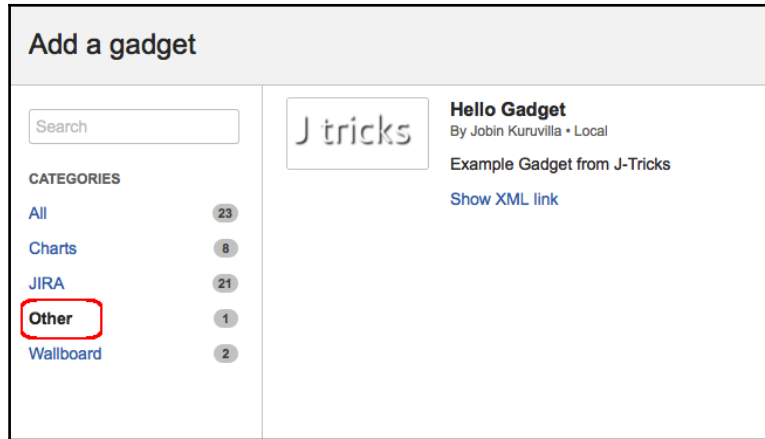 Add a gadget
Search
CATEGORIES
All 23
Charts 8
JIRA 21
Other 1
Wallboard 2
J tricks
Hello Gadget
By Jobin Kuruvilla • Local
Example Gadget from J-Tricks
Show XML link